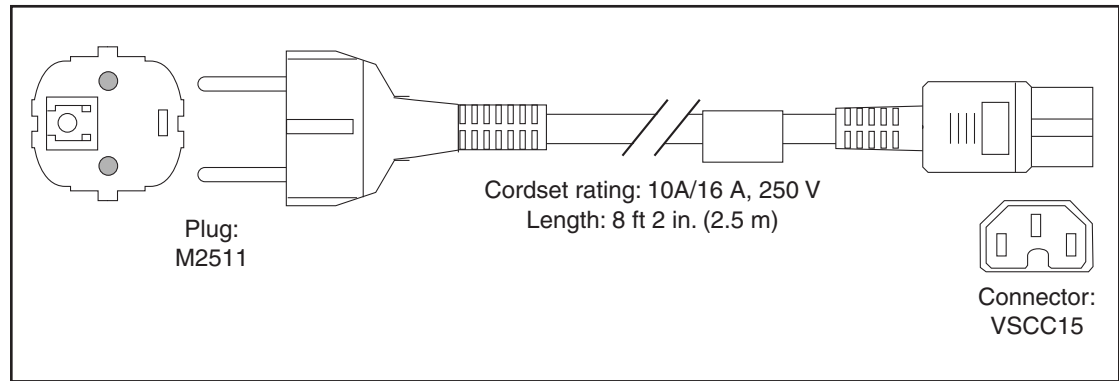 Cordset rating: 10A/16 A, 250 V
Length: 8 ft 2 in. (2.5 m)
Plug:
M2511
Connector:
VSCC15